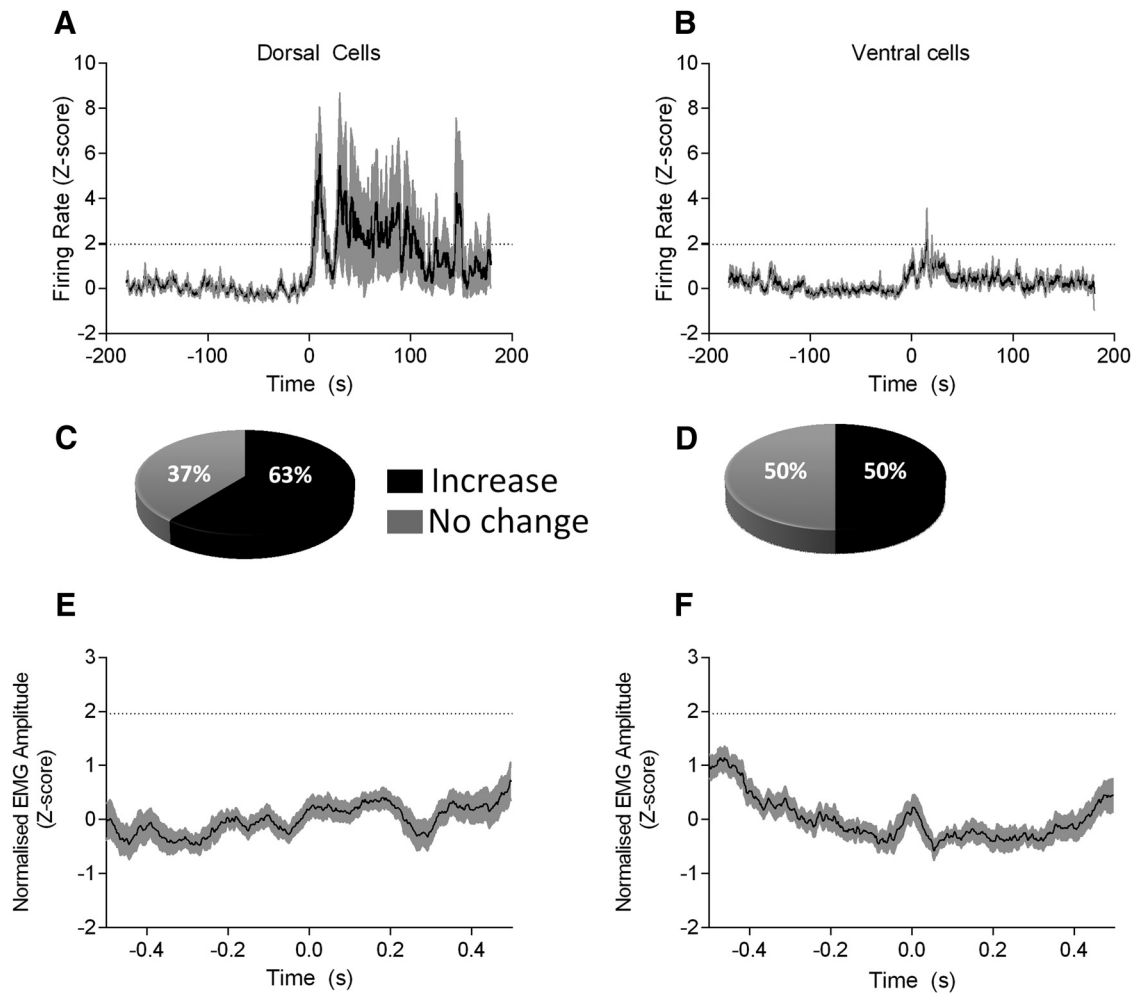 A
Dorsal Cells
Firing Rate (Z-score)
10
8
6
4
2
0
-2
-200
-100
0
100
200
Time (s)
B
Ventral cells
Firing Rate (Z-score)
10
8
6
4
2
0
-2
-200
-100
0
100
200
Time (s)
C
37%
63%
Increase
No change
D
50%
50%
E
Normalised EMG Amplitude
(Z-score)
3
2
1
0
-1
-2
-0.4
-0.2
0.0
0.2
0.4
Time (s)
F
Normalised EMG Amplitude
(Z-score)
3
2
1
0
-1
-2
-0.4
-0.2
0.0
0.2
0.4
Time (s)